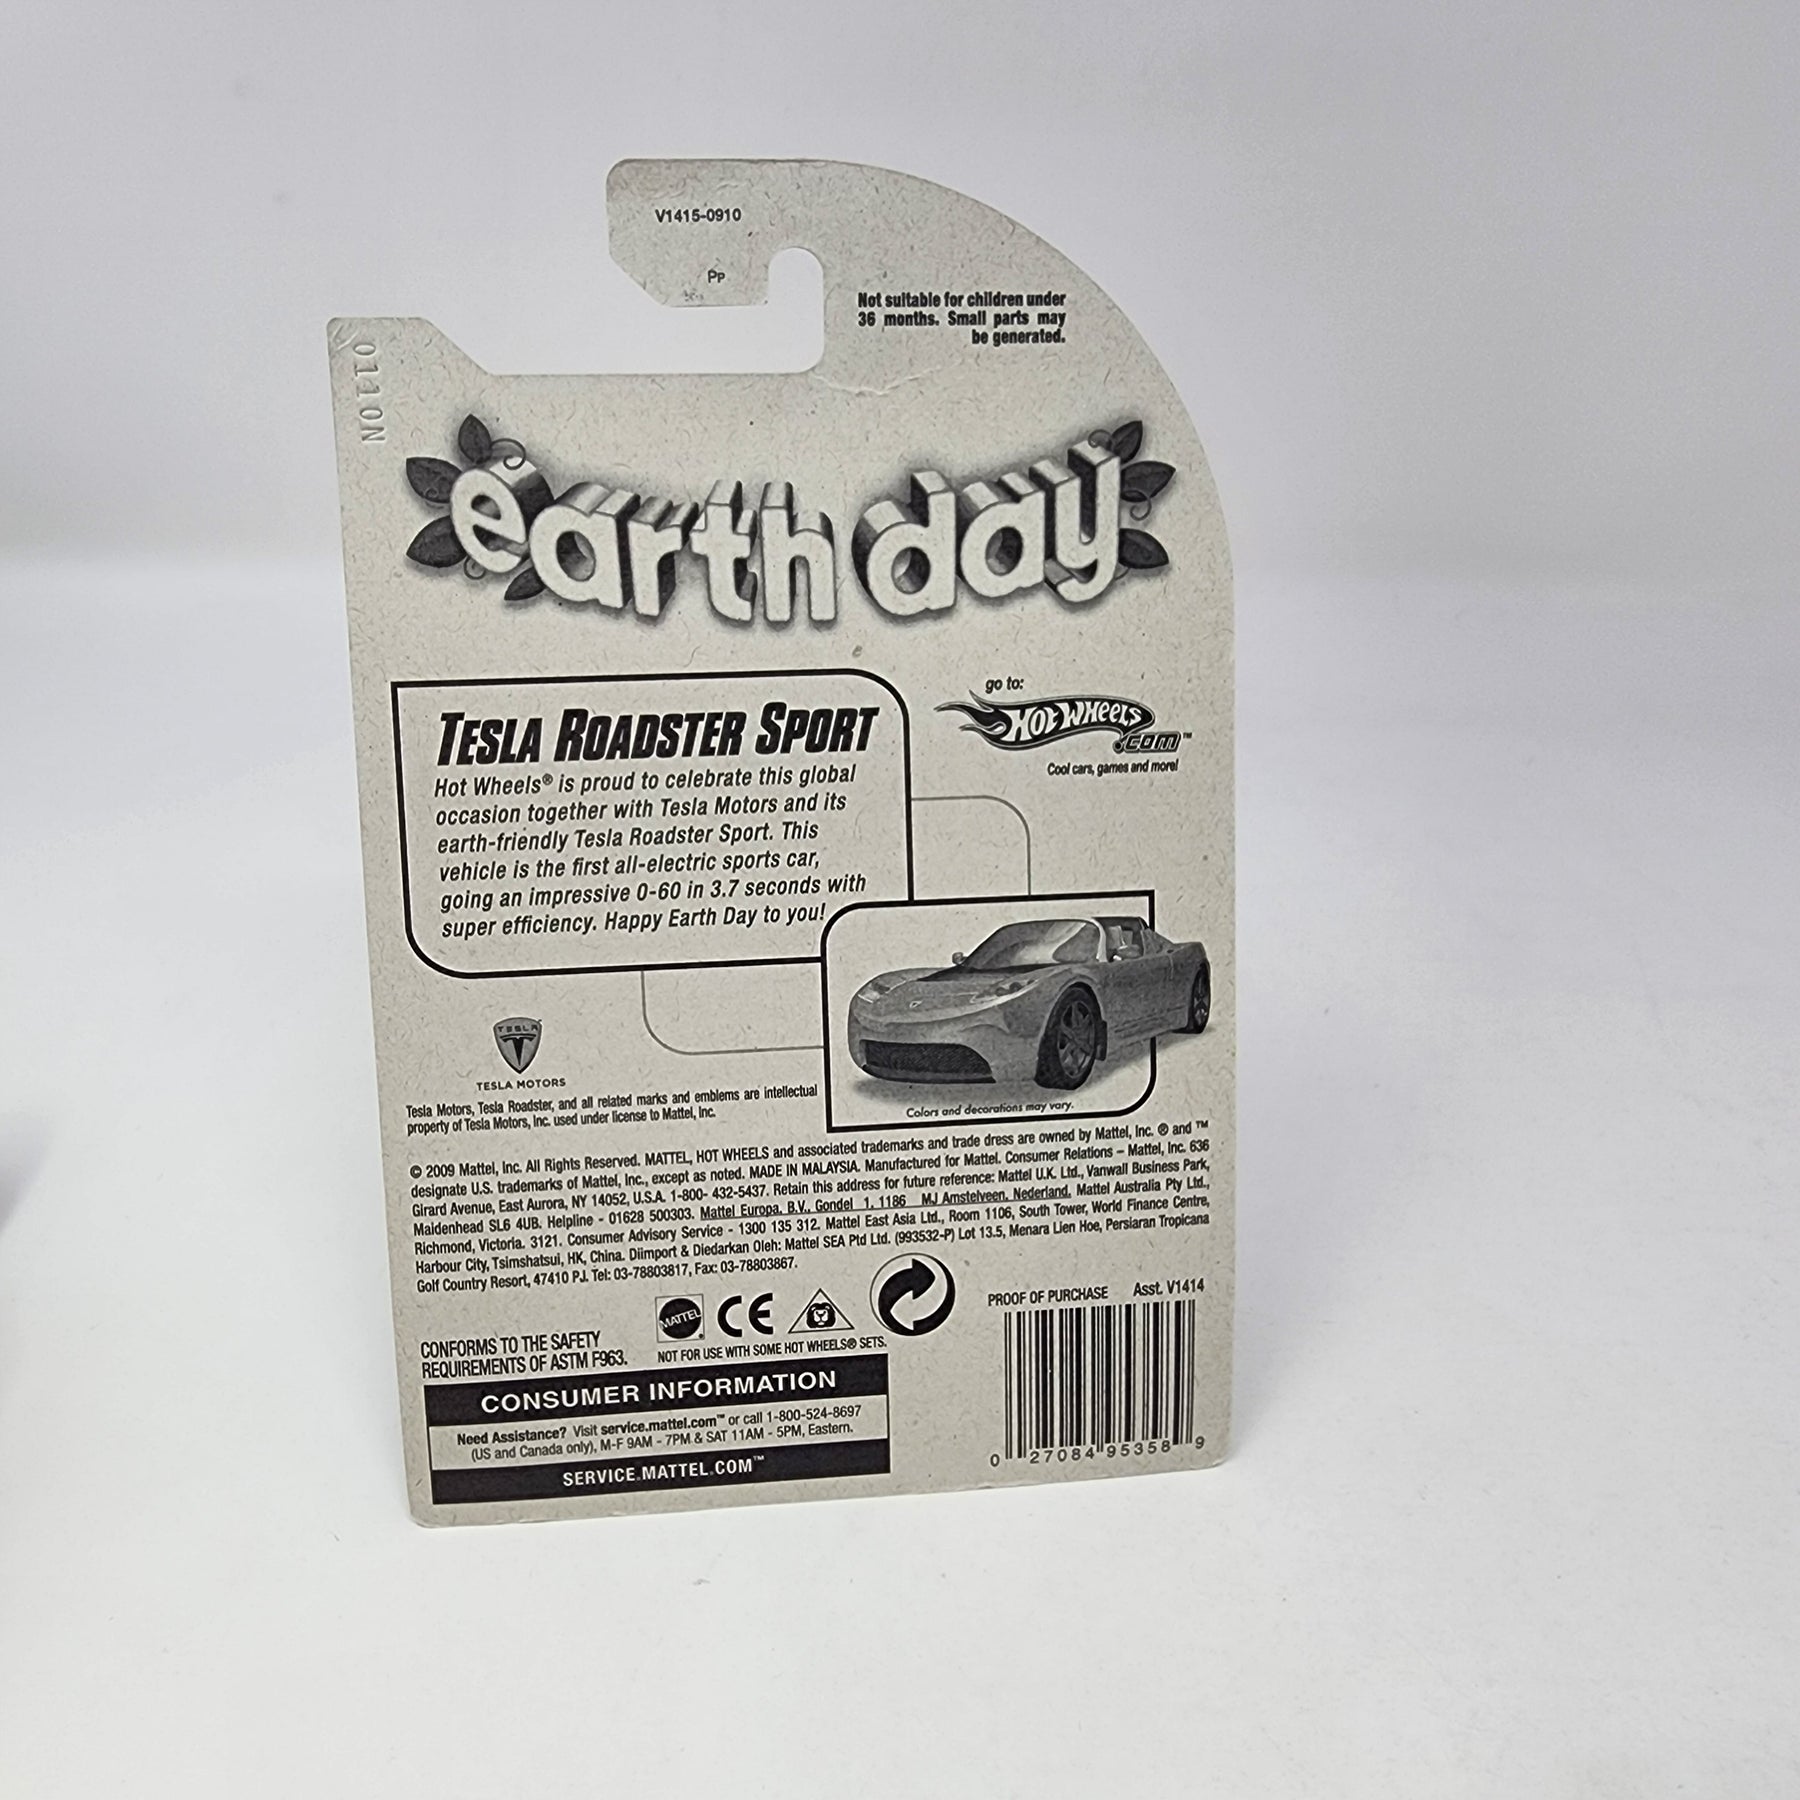 V1415-0910
Pp
Not suitable for children under
36 months. Small parts may
be generated.
0110N
earth day
TESLA ROADSTER SPORT
Hot Wheels® is proud to celebrate this global
occasion together with Tesla Motors and its
earth-friendly Tesla Roadster Sport. This
vehicle is the first all-electric sports car,
going an impressive 0-60 in 3.7 seconds with
super efficiency. Happy Earth Day to you!
go to:
HOT WHEELS
.COM™
Cool cars, games and more!
TESLA
TESLA MOTORS
Colors and decorations may vary.
Tesla Motors, Tesla Roadster, and all related marks and emblems are intellectual
property of Tesla Motors, Inc. used under license to Mattel, Inc.
© 2009 Mattel, Inc. All Rights Reserved. MATTEL, HOT WHEELS and associated trademarks and trade dress are owned by Mattel, Inc. ® and ™
designate U.S. trademarks of Mattel, Inc., except as noted. MADE IN MALAYSIA. Manufactured for Mattel. Consumer Relations – Mattel, Inc. 636
Girard Avenue, East Aurora, NY 14052, U.S.A. 1-800- 432-5437. Retain this address for future reference: Mattel U.K. Ltd., Vanwall Business Park,
Maidenhead SL6 4UB. Helpline - 01628 500303. Mattel Europa. B.V., Gondel 1, 1186 MJ Amstelveen, Nederland. Mattel Australia Pty Ltd.,
Richmond, Victoria. 3121. Consumer Advisory Service - 1300 135 312. Mattel East Asia Ltd., Room 1106, South Tower, World Finance Centre,
Harbour City, Tsimshatsui, HK, China. Diimport & Diedarkan Oleh: Mattel SEA Ptd Ltd. (993532-P) Lot 13.5, Menara Lien Hoe, Persiaran Tropicana
Golf Country Resort, 47410 PJ. Tel: 03-78803817, Fax: 03-78803867.
CONFORMS TO THE SAFETY
REQUIREMENTS OF ASTM F963.
MATTEL
®
CE
NOT FOR USE WITH SOME HOT WHEELS® SETS.
CONSUMER INFORMATION
Need Assistance? Visit service.mattel.com™ or call 1-800-524-8697
(US and Canada only), M-F 9AM - 7PM & SAT 11AM - 5PM, Eastern.
SERVICE.MATTEL.COM™
PROOF OF PURCHASE Asst. V1414
0 27084 95358 9